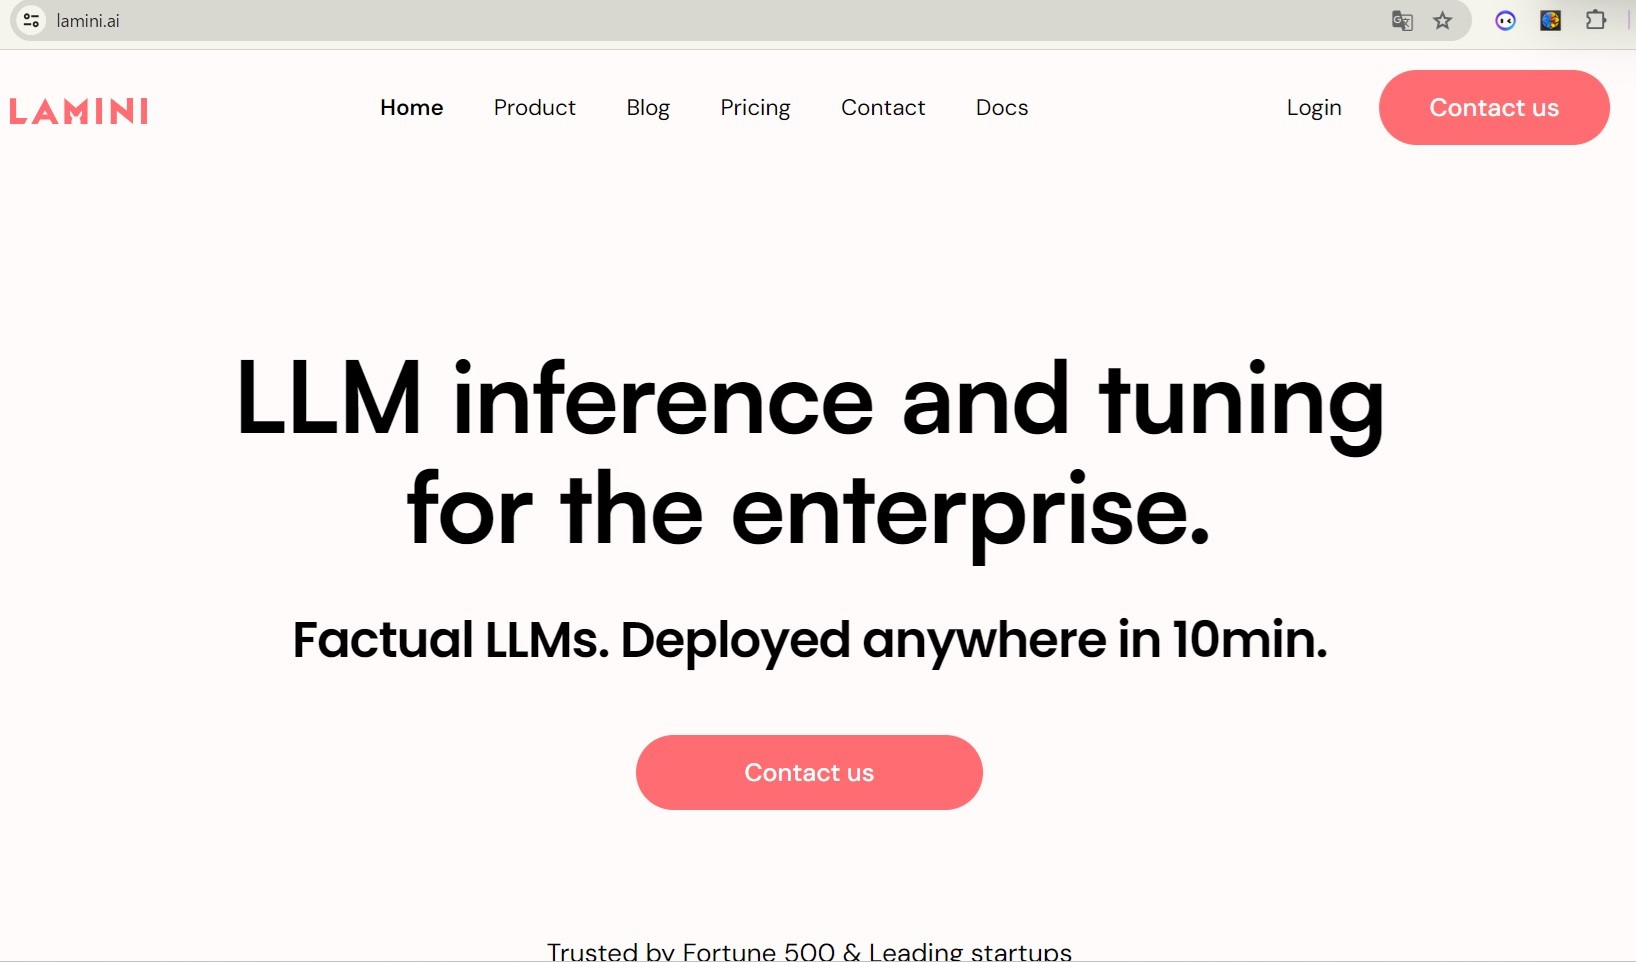 lamini.ai
LAMINI
Home
Product
Blog
Pricing
Contact
Docs
Login
Contact us
LLM inference and tuning
for the enterprise.
Factual LLMs. Deployed anywhere in 10min.
Contact us
Trusted by Fortune 500 & Leading startups